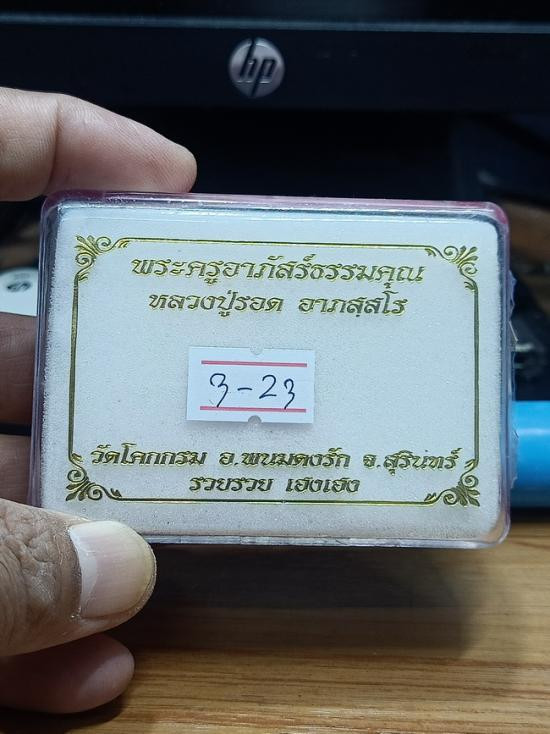 hp
พระครูอาภัสร์ธรรมคุณ
หลวงปู่รอด อาภสฺสโร
3-23
วัดโคกกรม อ.พนมดงรัก จ.สุรินทร์
รวยรวย เฮงเฮง